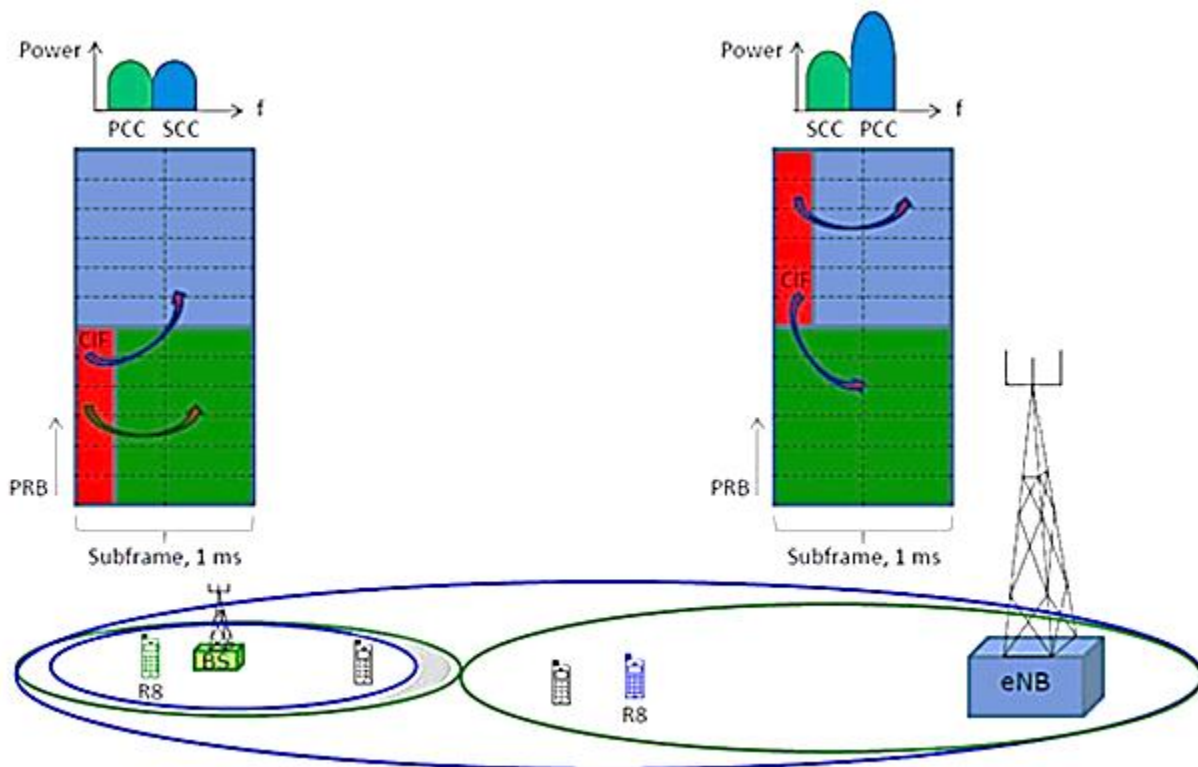 Power
f
PCC SCC
CIF
PRB
Subframe, 1 ms
Power
f
SCC PCC
CIF
PRB
Subframe, 1 ms
BS
R8
R8
eNB